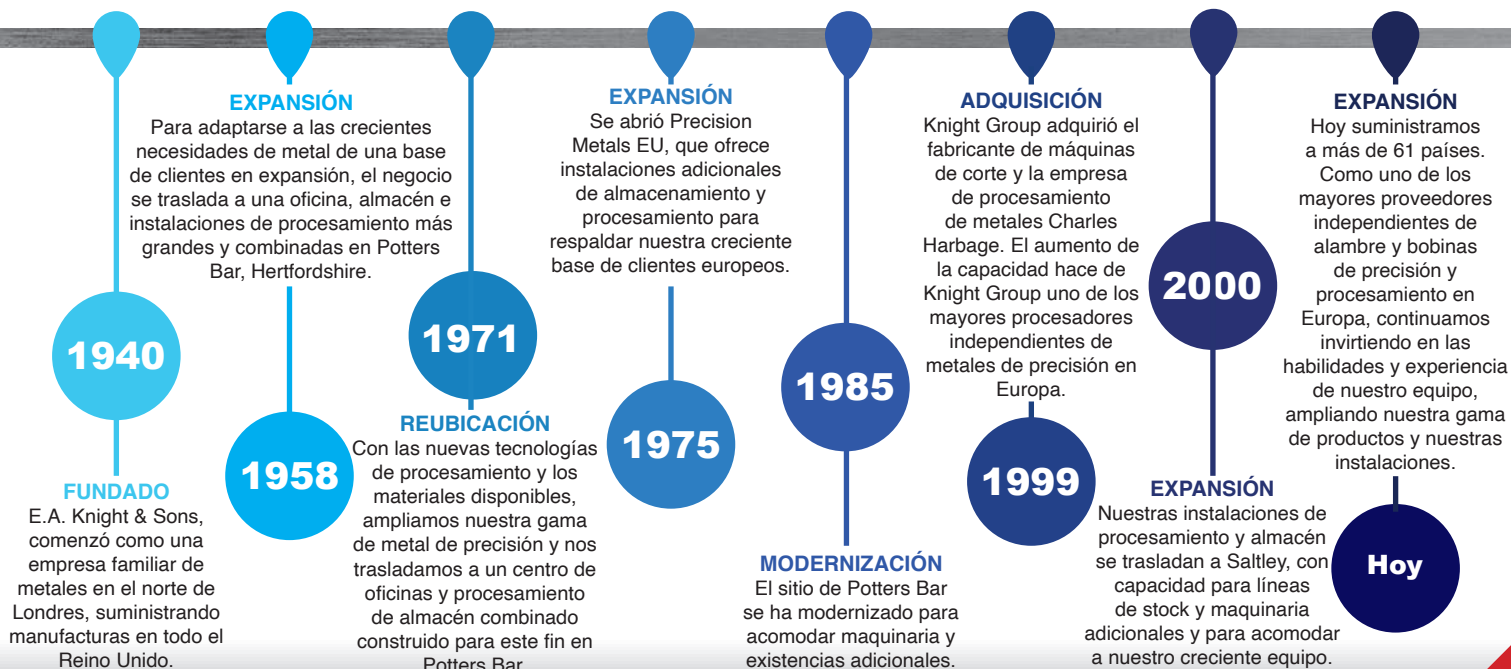 1940
FUNDADO
E.A. Knight & Sons,
comenzó como una
empresa familiar de
metales en el norte de
Londres, suministrando
manufacturas en todo el
Reino Unido.
EXPANSIÓN
Para adaptarse a las crecientes
necesidades de metal de una base
de clientes en expansión, el negocio
se traslada a una oficina, almacén e
instalaciones de procesamiento más
grandes y combinadas en Potters
Bar, Hertfordshire.
1958
1971
REUBICACIÓN
Con las nuevas tecnologías
de procesamiento y los
materiales disponibles,
ampliamos nuestra gama
de metal de precisión y nos
trasladamos a un centro de
oficinas y procesamiento
de almacén combinado
construido para este fin en
Potters Bar
EXPANSIÓN
Se abrió Precision
Metals EU, que ofrece
instalaciones adicionales
de almacenamiento y
procesamiento para
respaldar nuestra creciente
base de clientes europeos.
1975
1985
MODERNIZACIÓN
El sitio de Potters Bar
se ha modernizado para
acomodar maquinaria y
existencias adicionales.
ADQUISICIÓN
Knight Group adquirió el
fabricante de máquinas
de corte y la empresa
de procesamiento
de metales Charles
Harbage. El aumento de
la capacidad hace de
Knight Group uno de los
mayores procesadores
independientes de
metales de precisión en
Europa.
1999
2000
EXPANSIÓN
Nuestras instalaciones de
procesamiento y almacén
se trasladan a Saltley, con
capacidad para líneas
de stock y maquinaria
adicionales y para acomodar
a nuestro creciente equipo.
EXPANSIÓN
Hoy suministramos
a más de 61 países.
Como uno de los
mayores proveedores
independientes de
alambre y bobinas
de precisión y
procesamiento en
Europa, continuamos
invirtiendo en las
habilidades y experiencia
de nuestro equipo,
ampliando nuestra gama
de productos y nuestras
instalaciones.
Hoy